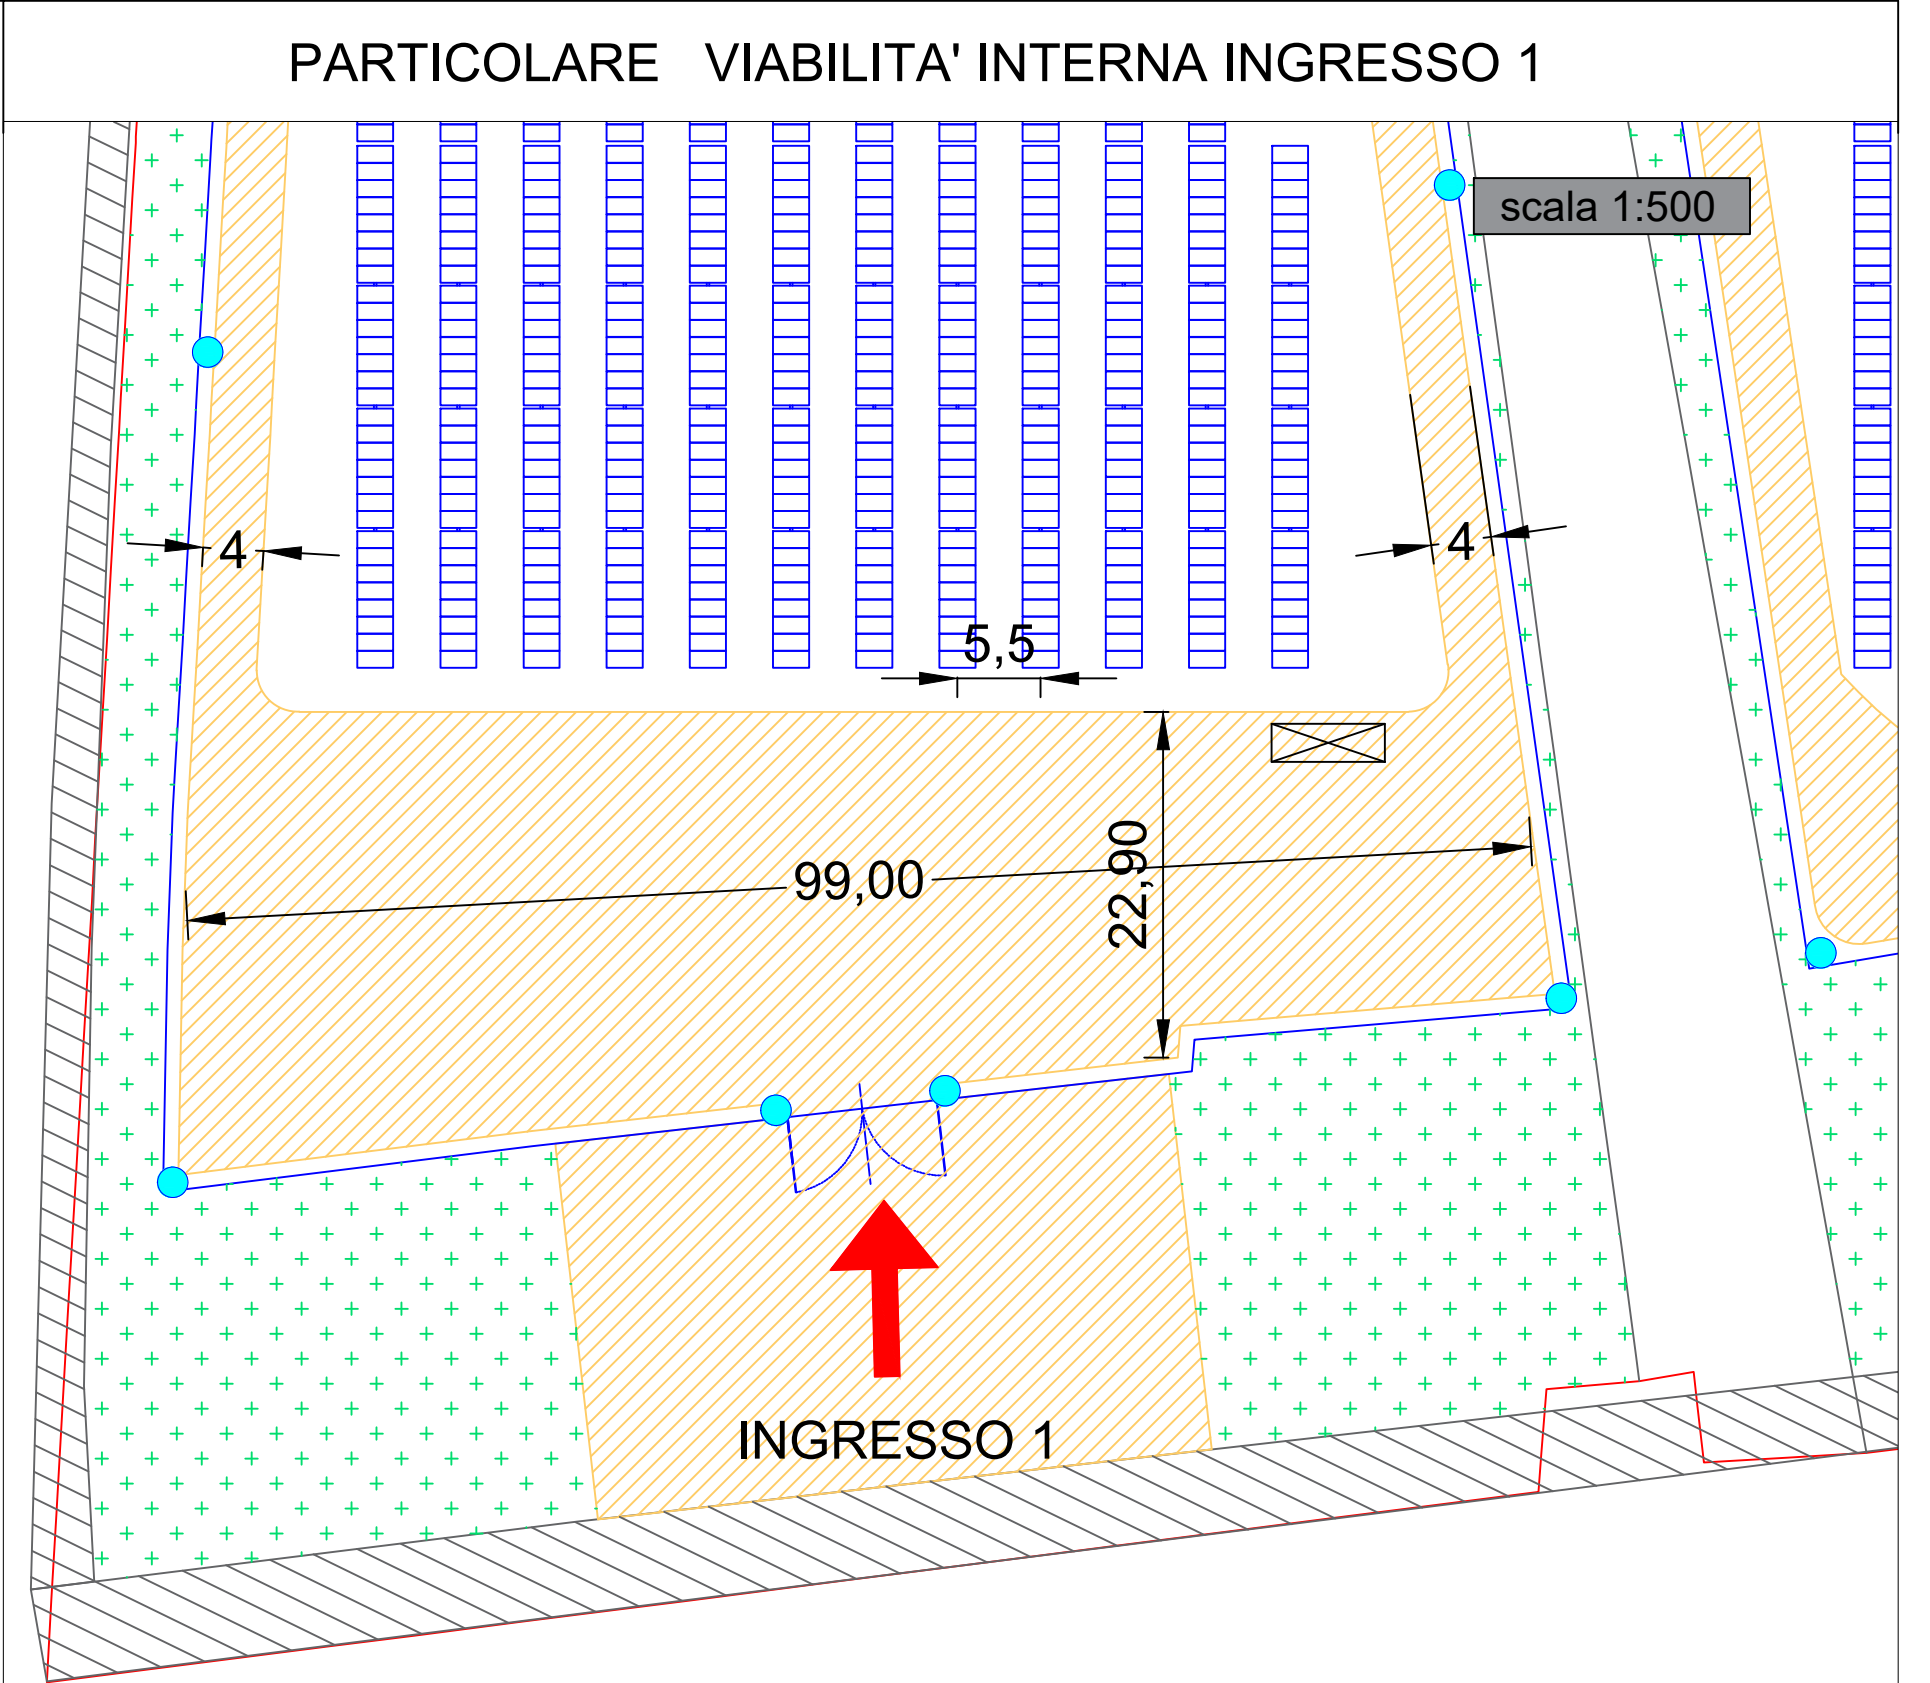 PARTICOLARE VIABILITA' INTERNA INGRESSO 1
scala 1:500
4
4
5,5
99,00
22,90
INGRESSO 1